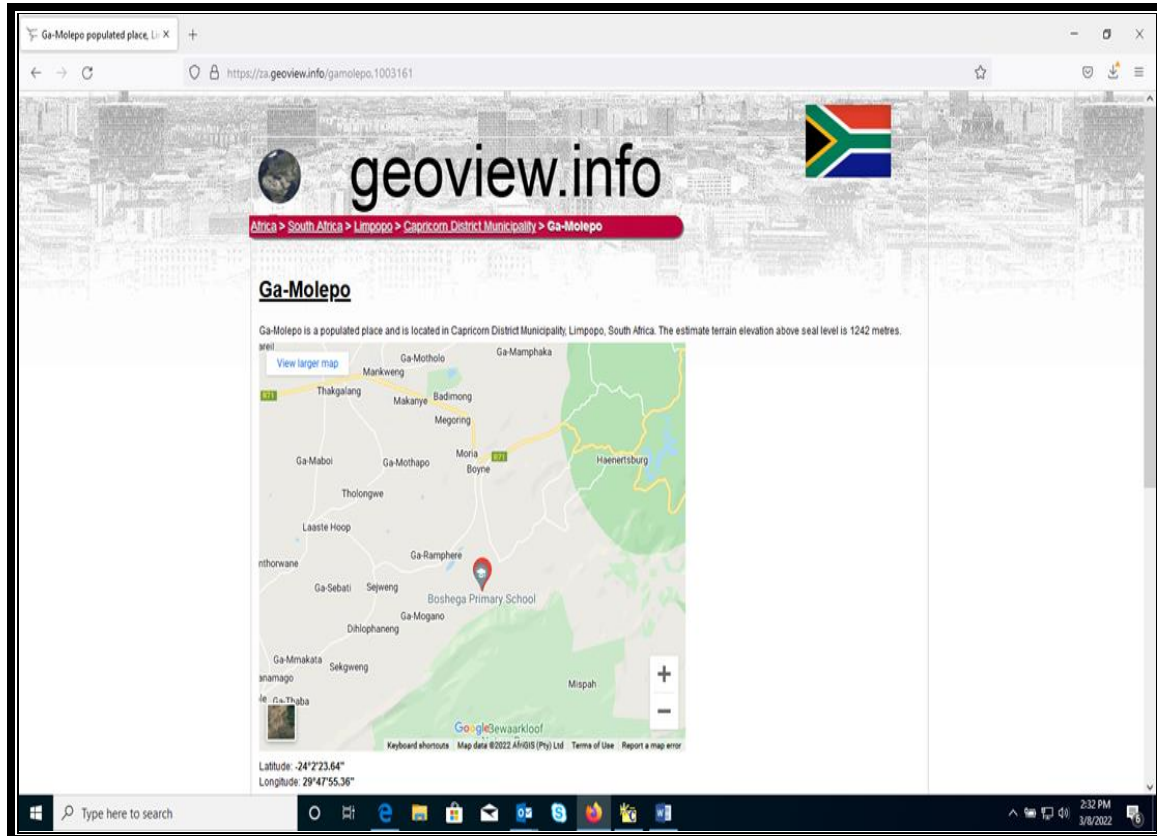 Ga-Molepo populated place, Li
https://za.geoview.info/gamolepo,1003161
geoview.info
Africa > South Africa > Limpopo > Capricorn District Municipality > Ga-Molepo
Ga-Molepo
Ga-Molepo is a populated place and is located in Capricorn District Municipality, Limpopo, South Africa. The estimate terrain elevation above seal level is 1242 metres.
View larger map
Ga-Motholo
Ga-Mamphaka
Mankweng
R71
Thakgalang
Makanye
Badimong
Megoring
Moria
R71
Ga-Maboi
Ga-Mothapo
Boyne
Haenertsburg
Tholongwe
Laaste Hoop
Ga-Ramphere
nthorwane
Ga-Sebati
Sejweng
Boshega Primary School
Ga-Mogano
Dihlophaneng
Ga-Mmakata
Sekgweng
anamago
Mispah
Ga-Thaba
Google
Bewaarkloof
Keyboard shortcuts
Map data ©2022 AfriGIS (Pty) Ltd
Terms of Use
Report a map error
Latitude: -24°2'23.64"
Longitude: 29°47'55.36"
Type here to search
2:32 PM
3/8/2022